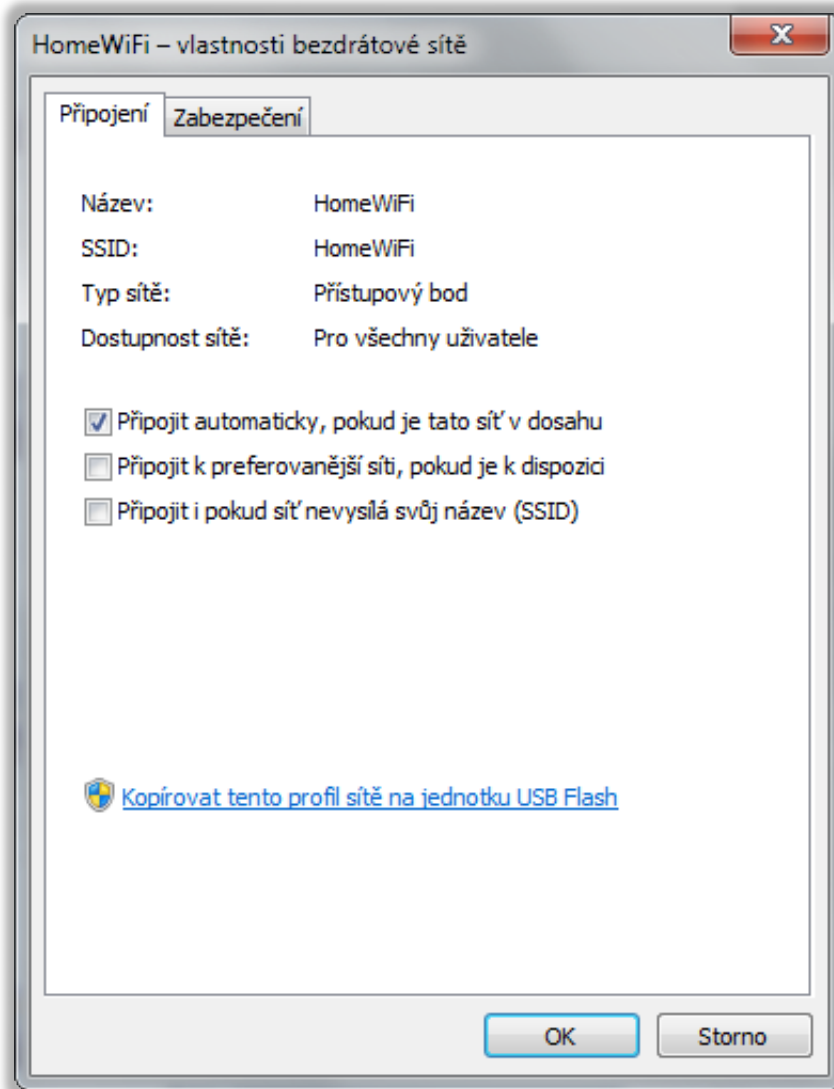 HomeWiFi – vlastnosti bezdrátové sítě
Připojení Zabezpečení
Název: HomeWiFi
SSID: HomeWiFi
Typ sítě: Přístupový bod
Dostupnost sítě: Pro všechny uživatele
Připojit automaticky, pokud je tato síť v dosahu
Připojit k preferovanější síti, pokud je k dispozici
Připojit i pokud síť nevysílá svůj název (SSID)
Kopírovat tento profil sítě na jednotku USB Flash
OK Storno